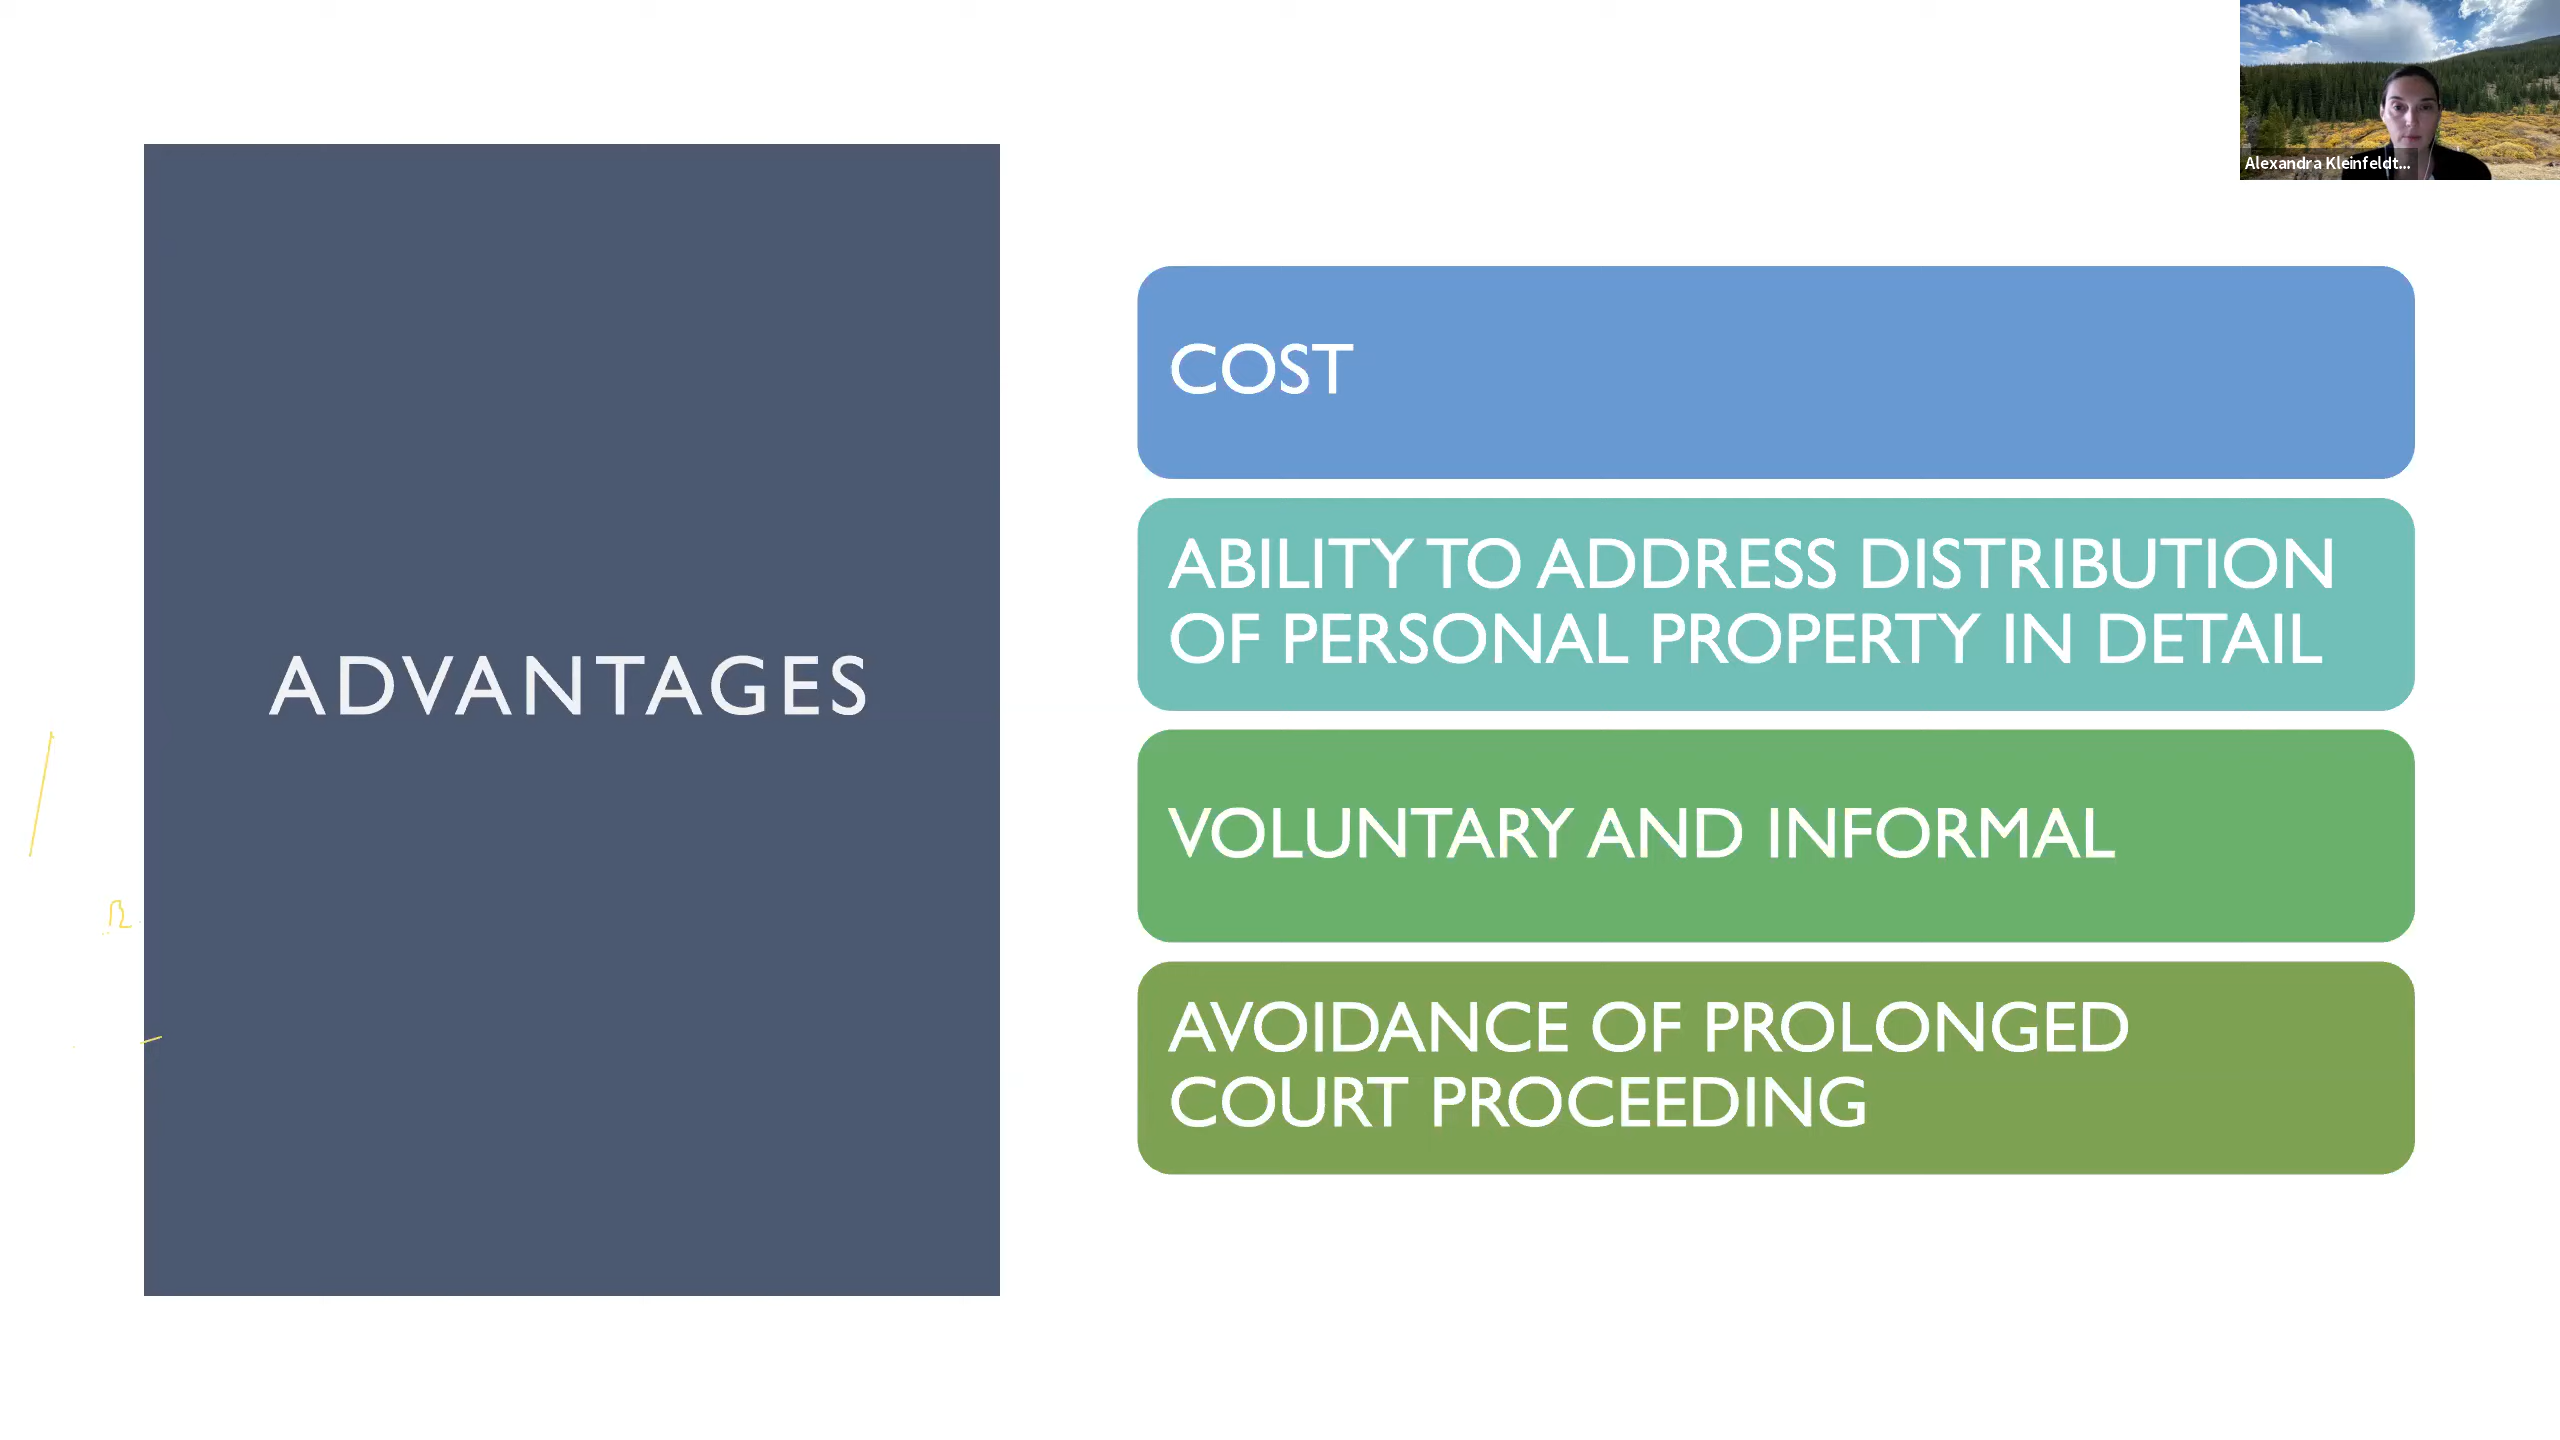 Alexandra Kleinfeldt...
ADVANTAGES
COST
ABILITY TO ADDRESS DISTRIBUTION
OF PERSONAL PROPERTY IN DETAIL
VOLUNTARY AND INFORMAL
AVOIDANCE OF PROLONGED
COURT PROCEEDING